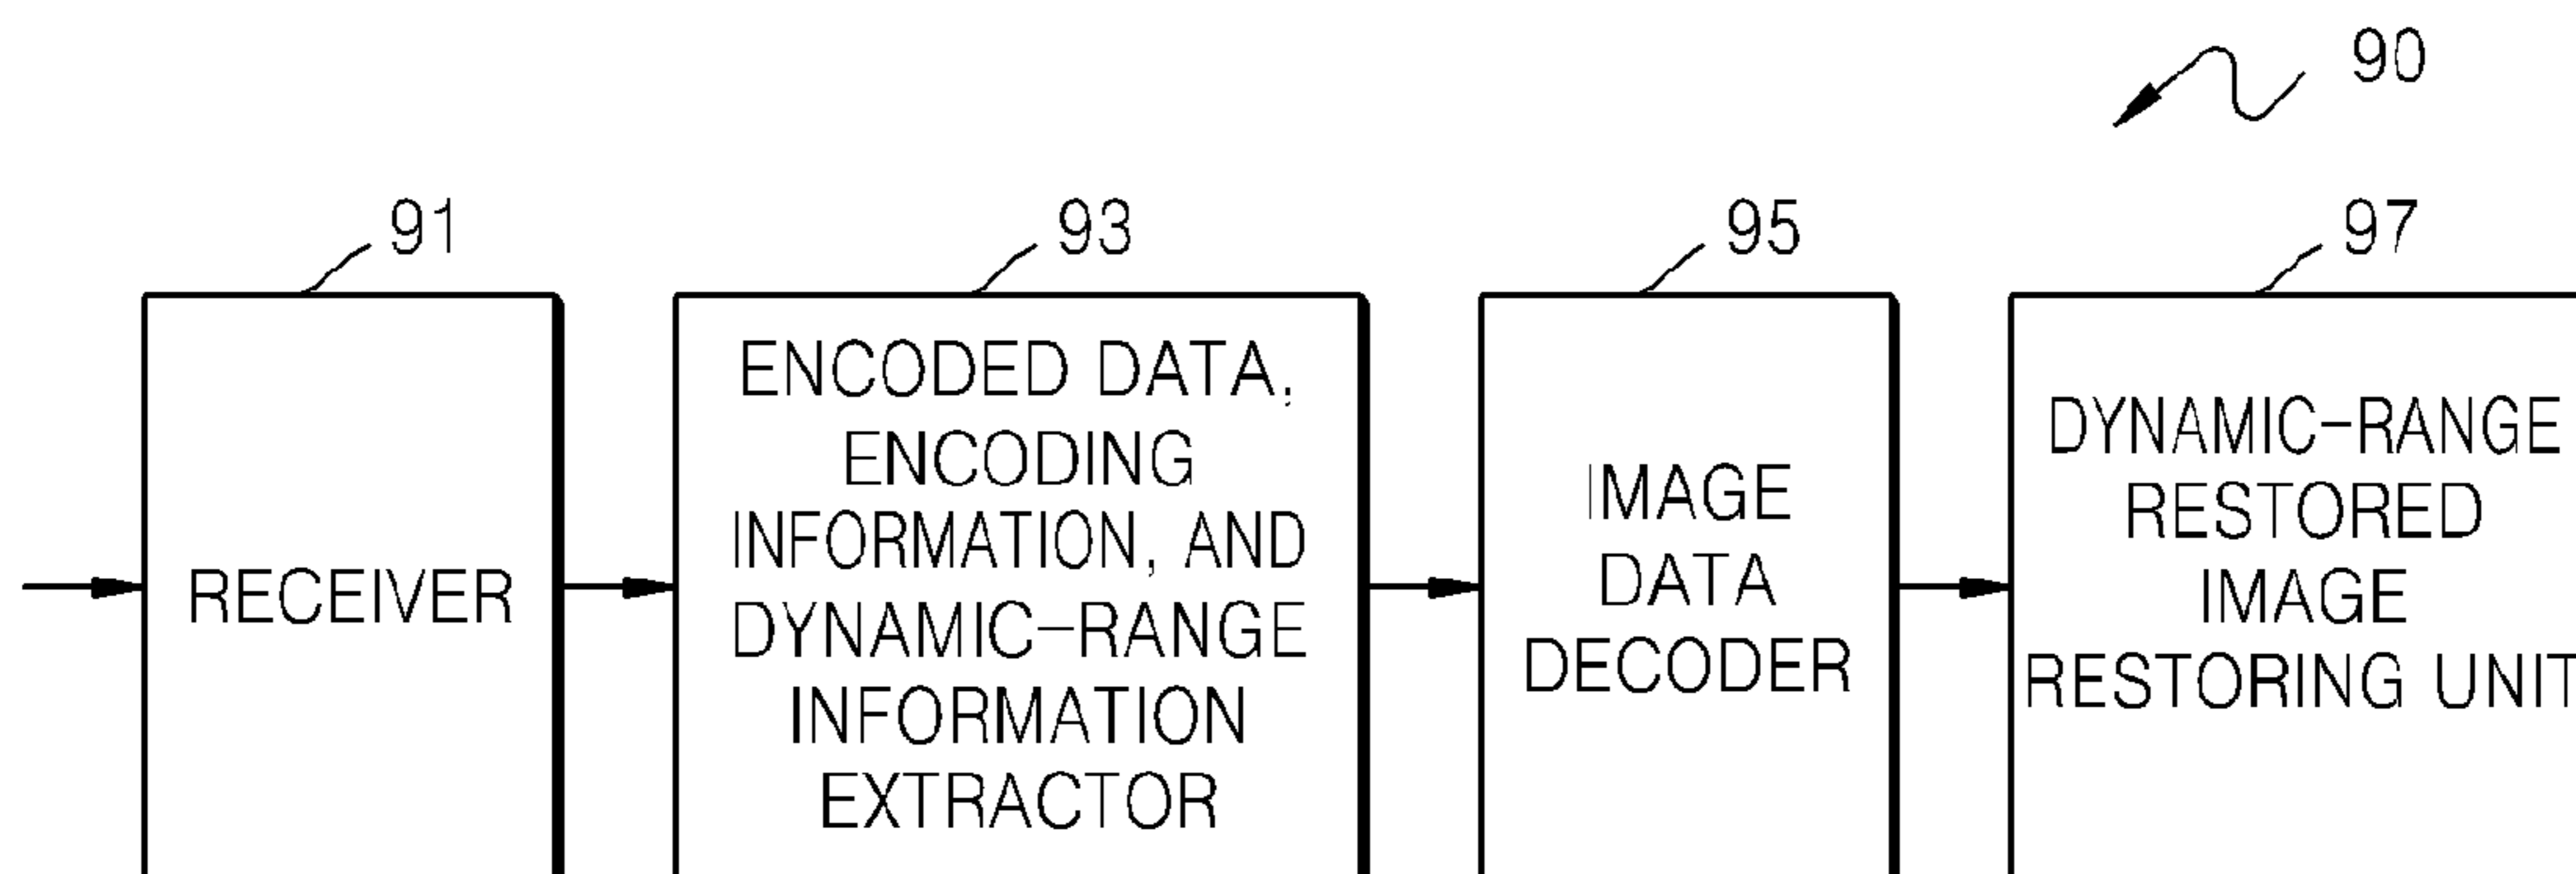 90
91
93
95
97
RECEIVER
ENCODED DATA,
ENCODING
INFORMATION, AND
DYNAMIC-RANGE
INFORMATION
EXTRACTOR
IMAGE
DATA
DECODER
DYNAMIC-RANGE
RESTORED
IMAGE
RESTORING UNIT